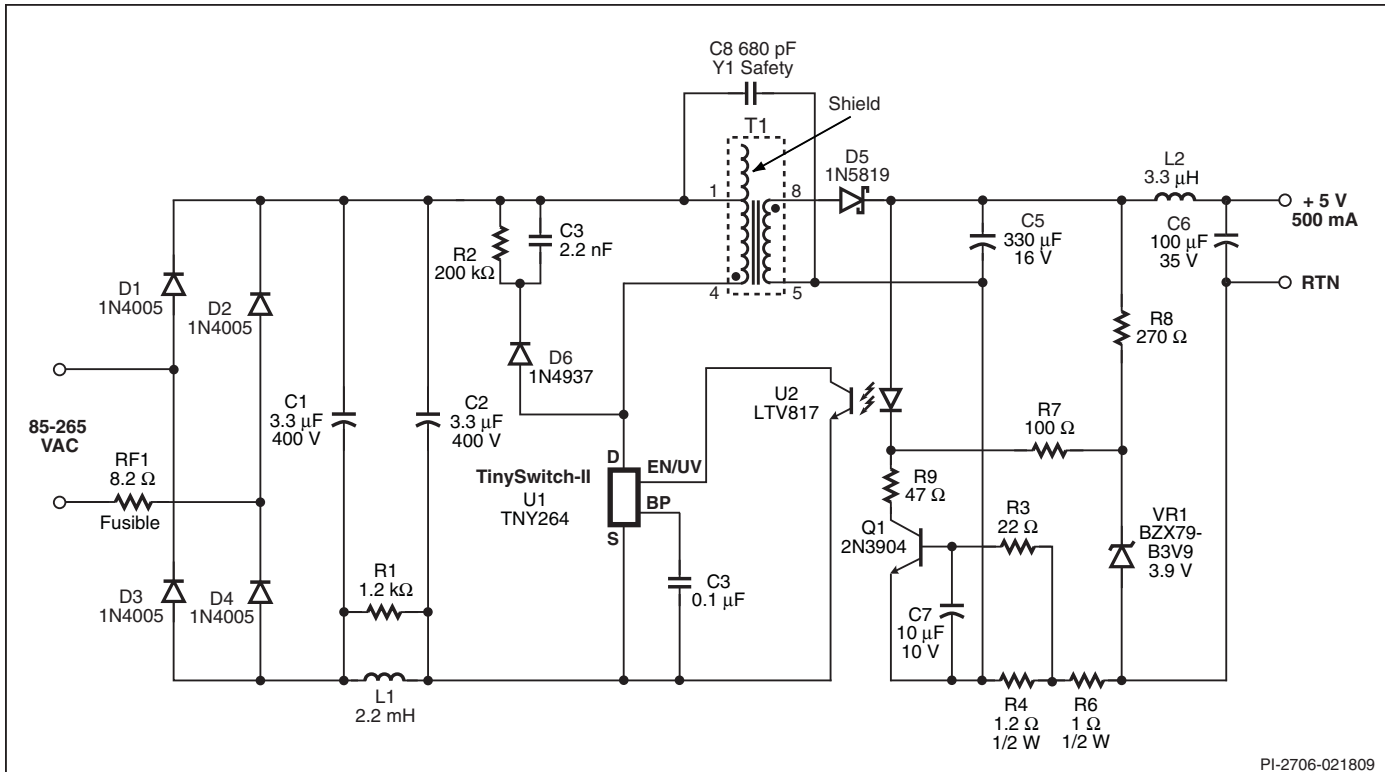 C8 680 pF
Y1 Safety
Shield
T1
D5
1N5819
L2
3.3 µH
1
8
+ 5 V
500 mA
C5
330 µF
16 V
C6
100 µF
35 V
R2
200 kΩ
C3
2.2 nF
RTN
4
5
D1
1N4005
D2
1N4005
R8
270 Ω
D6
1N4937
U2
LTV817
C1
3.3 µF
400 V
C2
3.3 µF
400 V
R7
100 Ω
85-265
VAC
D
EN/UV
TinySwitch-II
U1
TNY264
BP
S
RF1
8.2 Ω
Fusible
R9
47 Ω
Q1
2N3904
R3
22 Ω
VR1
BZX79-
B3V9
3.9 V
D3
1N4005
D4
1N4005
R1
1.2 kΩ
C3
0.1 µF
C7
10 µF
10 V
L1
2.2 mH
R4
1.2 Ω
1/2 W
R6
1 Ω
1/2 W
PI-2706-021809